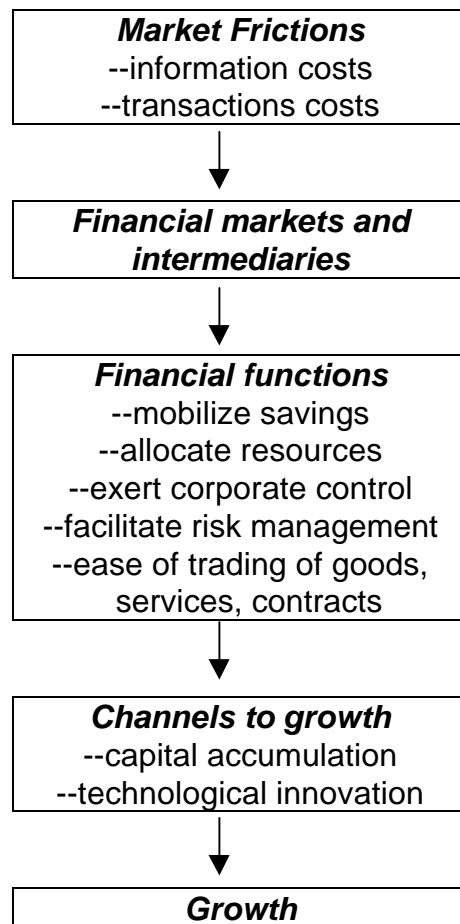 Market Frictions
--information costs
--transactions costs
Financial markets and
intermediaries
Financial functions
--mobilize savings
--allocate resources
--exert corporate control
--facilitate risk management
--ease of trading of goods,
services, contracts
Channels to growth
--capital accumulation
--technological innovation
Growth